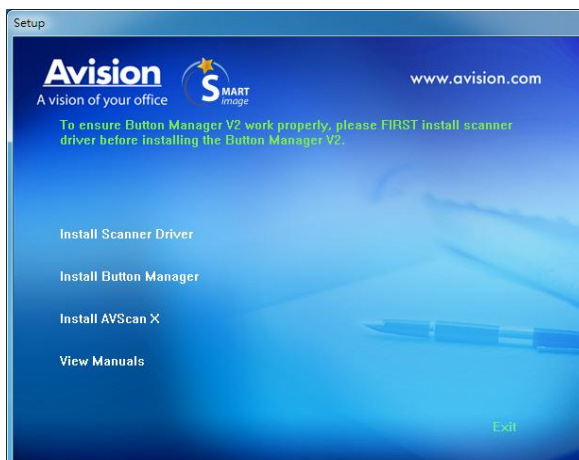 Setup
Avision
A vision of your office
SMART
image
www.avision.com
To ensure Button Manager V2 work properly, please FIRST install scanner
driver before installing the Button Manager V2.
Install Scanner Driver
Install Button Manager
Install AVScan X
View Manuals
Exit